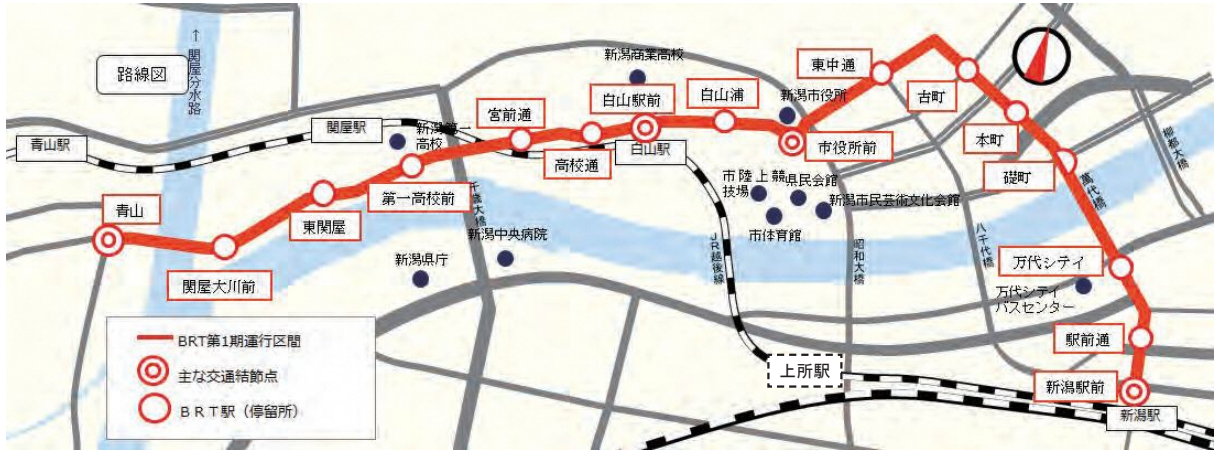 路線図
↑関屋分水路
青山駅
関屋駅
新潟第一
高校
新潟商業高校
宮前通
白山駅前
白山浦
新潟市役所
東中通
古町
本町
礎町
柳都大橋
萬代橋
青山
関屋大川前
東関屋
第一高校前
高校通
白山駅
市役所前
千歳大橋
新潟中央病院
新潟県庁
市陸上競
技場
県民会館
新潟市民芸術文化会館
市体育館
JR越後線
昭和大橋
八千代橋
万代シテイ
万代シテイ
バスセンター
駅前通
新潟駅前
新潟駅
上所駅
BRT第1期運行区間
主な交通結節点
BRT駅（停留所）